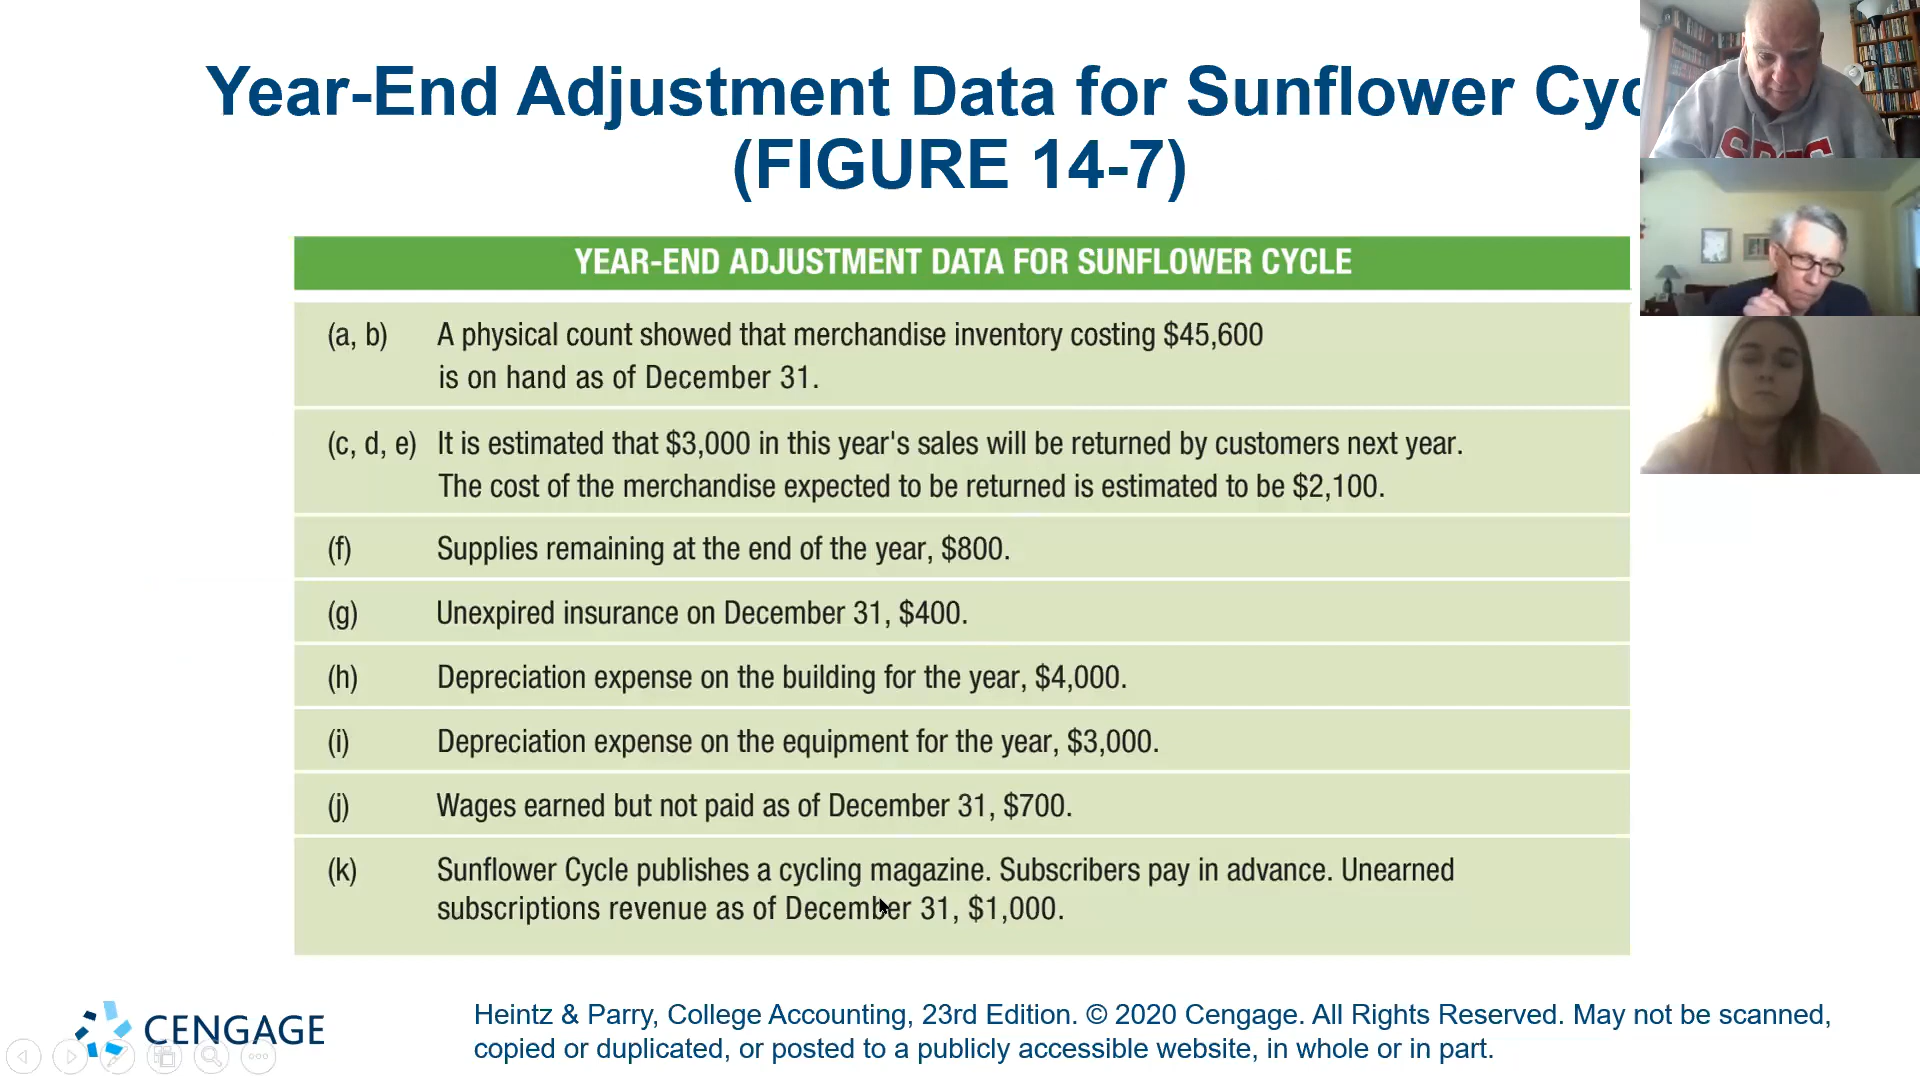 Year-End Adjustment Data for Sunflower Cyc
(FIGURE 14-7)
YEAR-END ADJUSTMENT DATA FOR SUNFLOWER CYCLE
(a, b) A physical count showed that merchandise inventory costing $45,600
is on hand as of December 31.
(c, d, e) It is estimated that $3,000 in this year's sales will be returned by customers next year.
The cost of the merchandise expected to be returned is estimated to be $2,100.
(f) Supplies remaining at the end of the year, $800.
(g) Unexpired insurance on December 31, $400.
(h) Depreciation expense on the building for the year, $4,000.
(i) Depreciation expense on the equipment for the year, $3,000.
(j) Wages earned but not paid as of December 31, $700.
(k) Sunflower Cycle publishes a cycling magazine. Subscribers pay in advance. Unearned
subscriptions revenue as of December 31, $1,000.
CENGAGE
Heintz & Parry, College Accounting, 23rd Edition. © 2020 Cengage. All Rights Reserved. May not be scanned,
copied or duplicated, or posted to a publicly accessible website, in whole or in part.